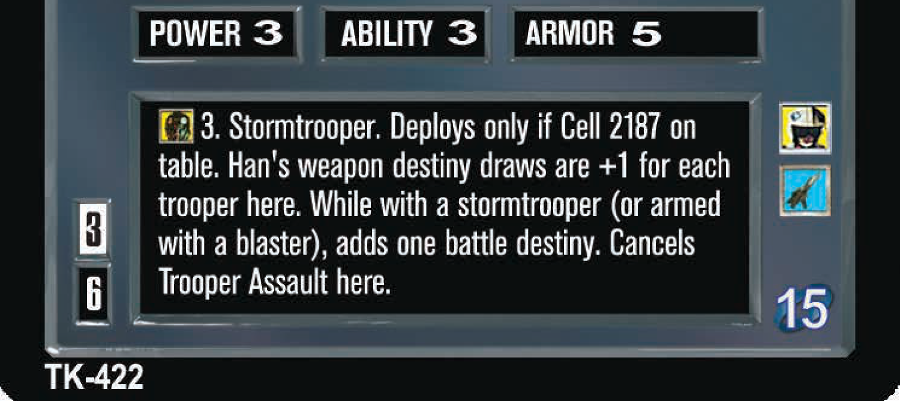 POWER 3 ABILITY 3 ARMOR 5
3. Stormtrooper. Deploys only if Cell 2187 on
table. Han's weapon destiny draws are +1 for each
trooper here. While with a stormtrooper (or armed
with a blaster), adds one battle destiny. Cancels
Trooper Assault here.
3
6
15
TK-422